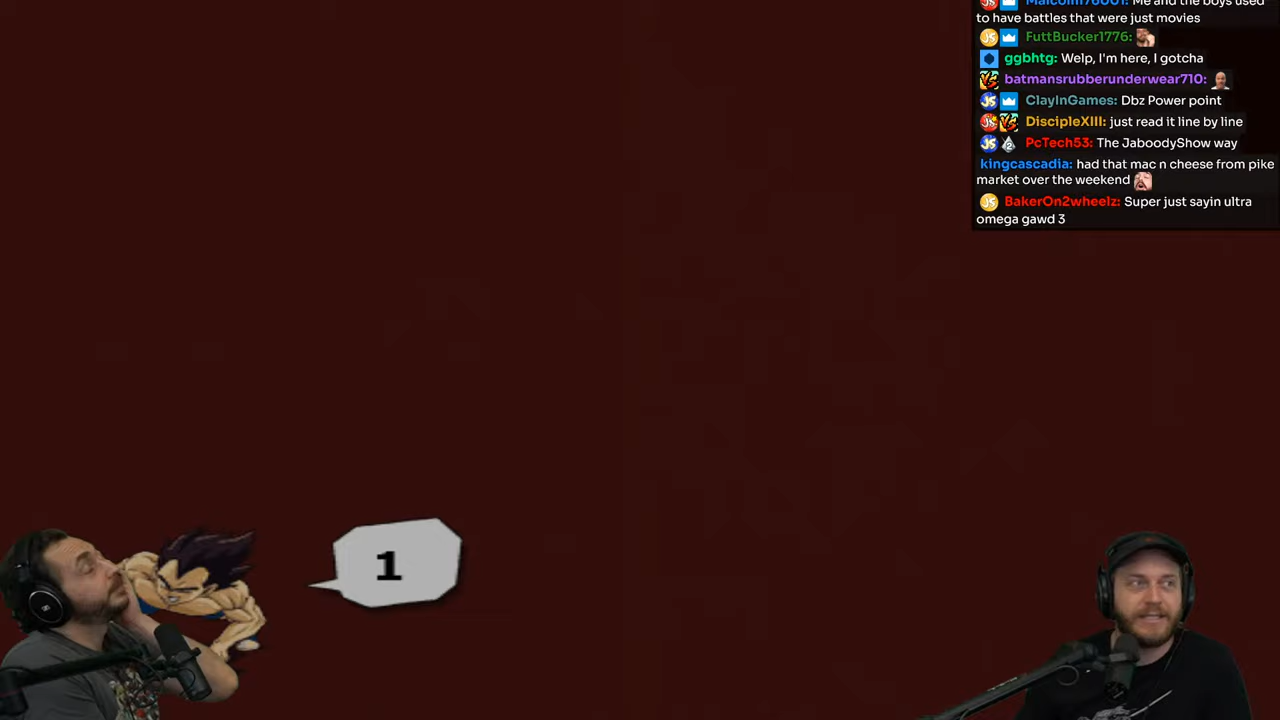 Malcolm76001: Me and the boys used
to have battles that were just movies
FuttBucker1776:
ggbhtg: Welp, I'm here, I gotcha
batmansrubberunderwear710:
ClayInGames: Dbz Power point
DiscipleXIII: just read it line by line
PcTech53: The JaboodyShow way
kingcascadia: had that mac n cheese from pike
market over the weekend
BakerOn2wheelz: Super just sayin ultra
omega gawd 3
1